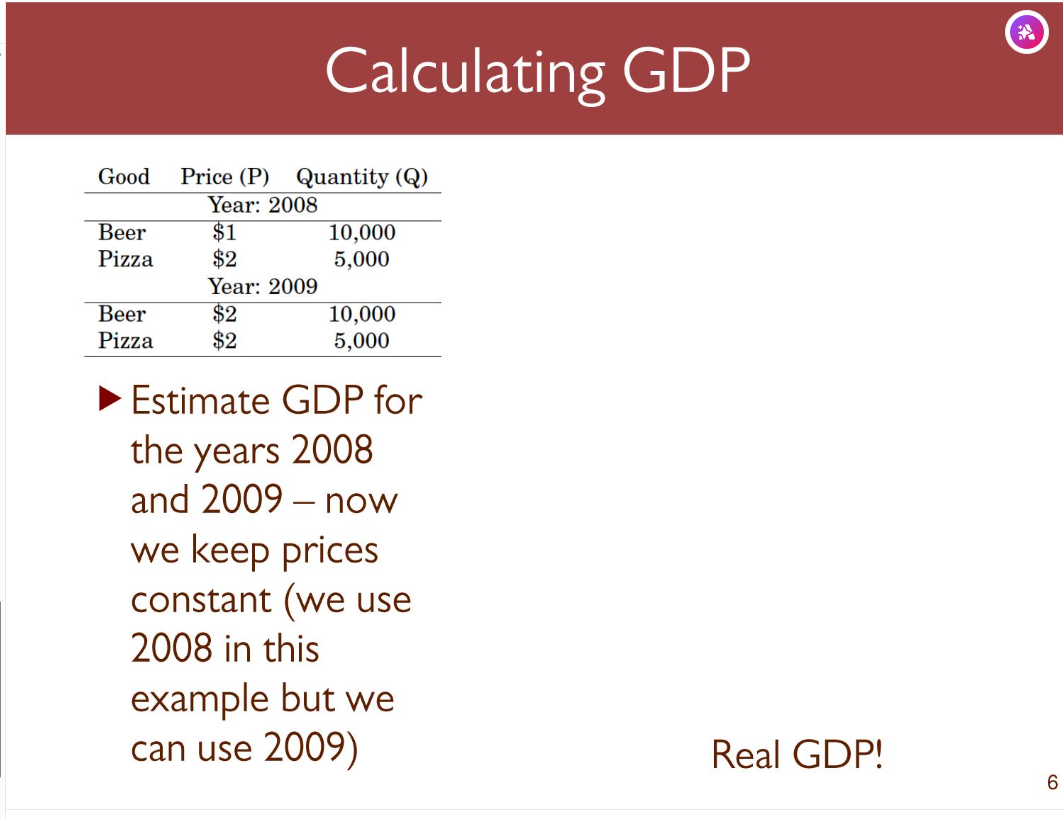 Calculating GDP
Good Price (P) Quantity (Q)
Year: 2008
Beer $1 10,000
Pizza $2 5,000
Year: 2009
Beer $2 10,000
Pizza $2 5,000
Estimate GDP for
the years 2008
and 2009 – now
we keep prices
constant (we use
2008 in this
example but we
can use 2009)
Real GDP!
6